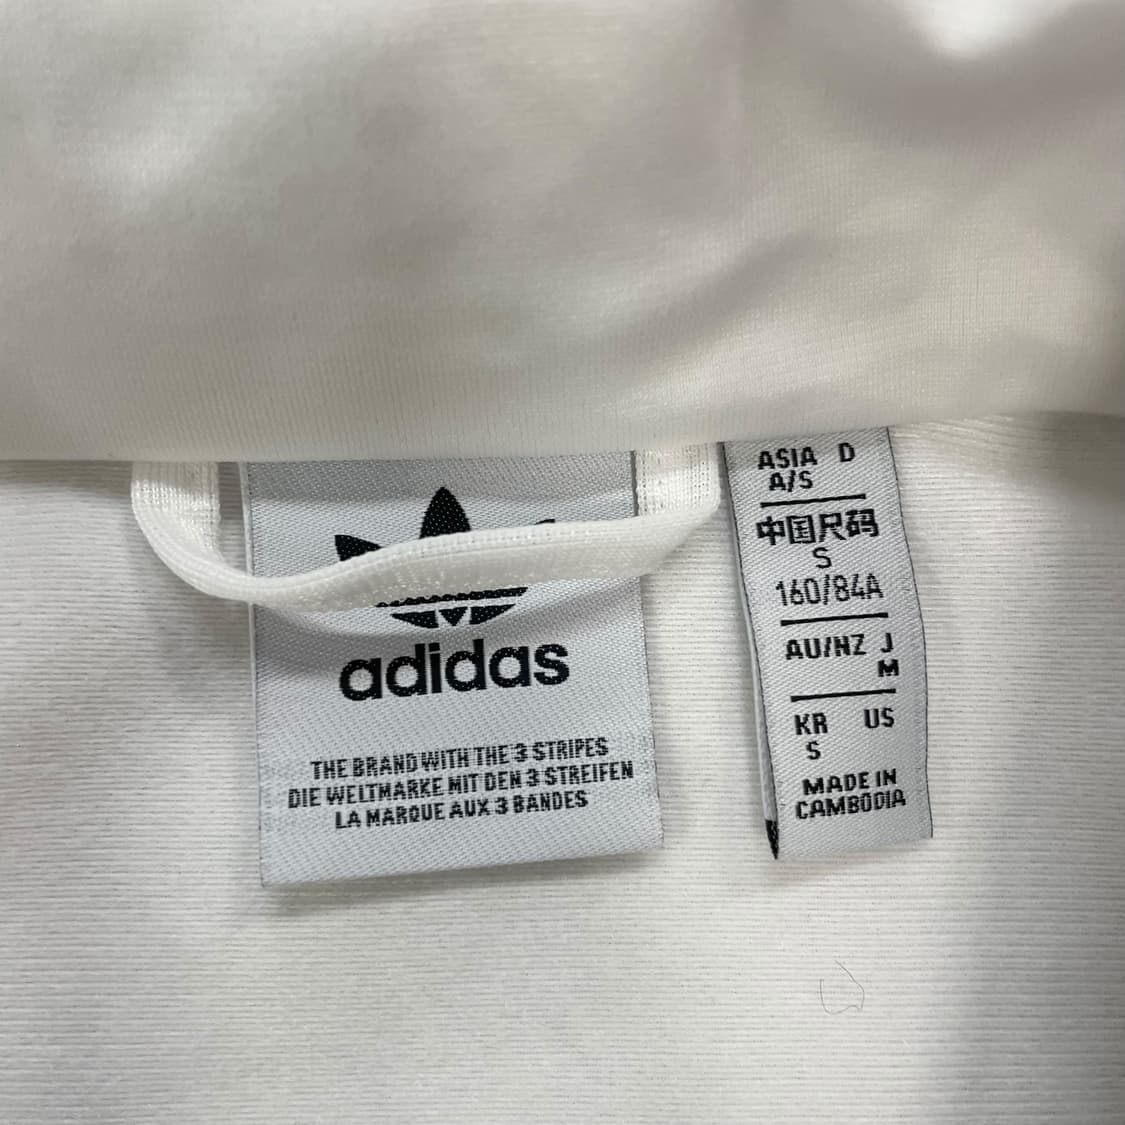 adidas
THE BRAND WITH THE 3 STRIPES
DIE WELTMARKE MIT DEN 3 STREIFEN
LA MARQUE AUX 3 BANDES
ASIA D
A/S
中国尺码
S
160/84A
AU/NZ J
M
KR US
S
MADE IN
CAMBODIA